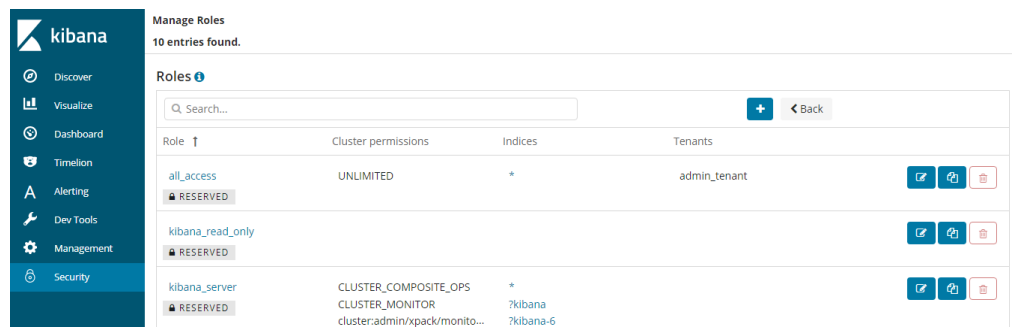 kibana
Discover
Visualize
Dashboard
Timelion
Alerting
Dev Tools
Management
Security
Manage Roles
10 entries found.
Roles
Search...
Back
Role ↑ Cluster permissions Indices Tenants
all_access UNLIMITED * admin_tenant
RESERVED
kibana_read_only
RESERVED
kibana_server CLUSTER_COMPOSITE_OPS *
RESERVED CLUSTER_MONITOR ?kibana
cluster:admin/xpack/monito... ?kibana-6